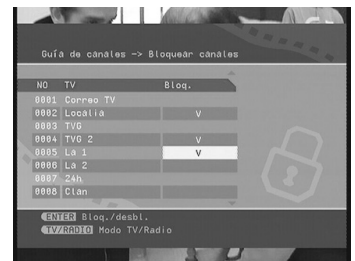 Guía de canales -> Bloquear canales
NO TV Bloq.
0001 Correo TV
0002 Localia V
0003 TVG
0004 TVG 2 V
0005 La 1 V
0006 La 2
0007 24h
0008 Clan
ENTER Bloq./desbl.
TV/RADIO Modo TV/Radio